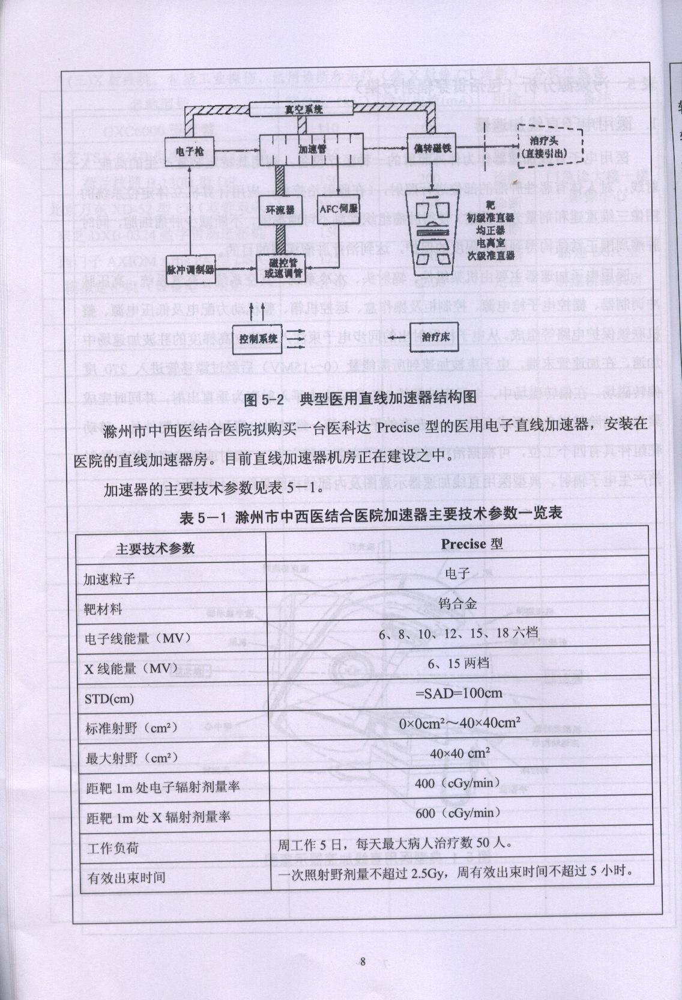 真空系统
电子枪
加速管
偏转磁铁
治疗头
(直接引出)
环流器
AFC伺服
靶
初级准直器
均正器
电离室
次级准直器
脉冲调制器
磁控管
或速调管
控制系统
治疗床
图 5-2 典型医用直线加速器结构图
滁州市中西医结合医院拟购买一台医科达 Precise 型的医用电子直线加速器，安装在
医院的直线加速器房。目前直线加速器机房正在建设之中。
加速器的主要技术参数见表 5－1。
表 5－1 滁州市中西医结合医院加速器主要技术参数一览表
主要技术参数 Precise 型
加速粒子 电子
靶材料 钨合金
电子线能量（MV） 6、8、10、12、15、18 六档
X 线能量（MV） 6、15 两档
STD(cm) =SAD=100cm
标准射野（cm²） 0×0cm²～40×40cm²
最大射野（cm²） 40×40 cm²
距靶 1m 处电子辐射剂量率 400（cGy/min）
距靶 1m 处 X 辐射剂量率 600（cGy/min）
工作负荷 周工作 5 日，每天最大病人治疗数 50 人。
有效出束时间 一次照射野剂量不超过 2.5Gy，周有效出束时间不超过 5 小时。
8